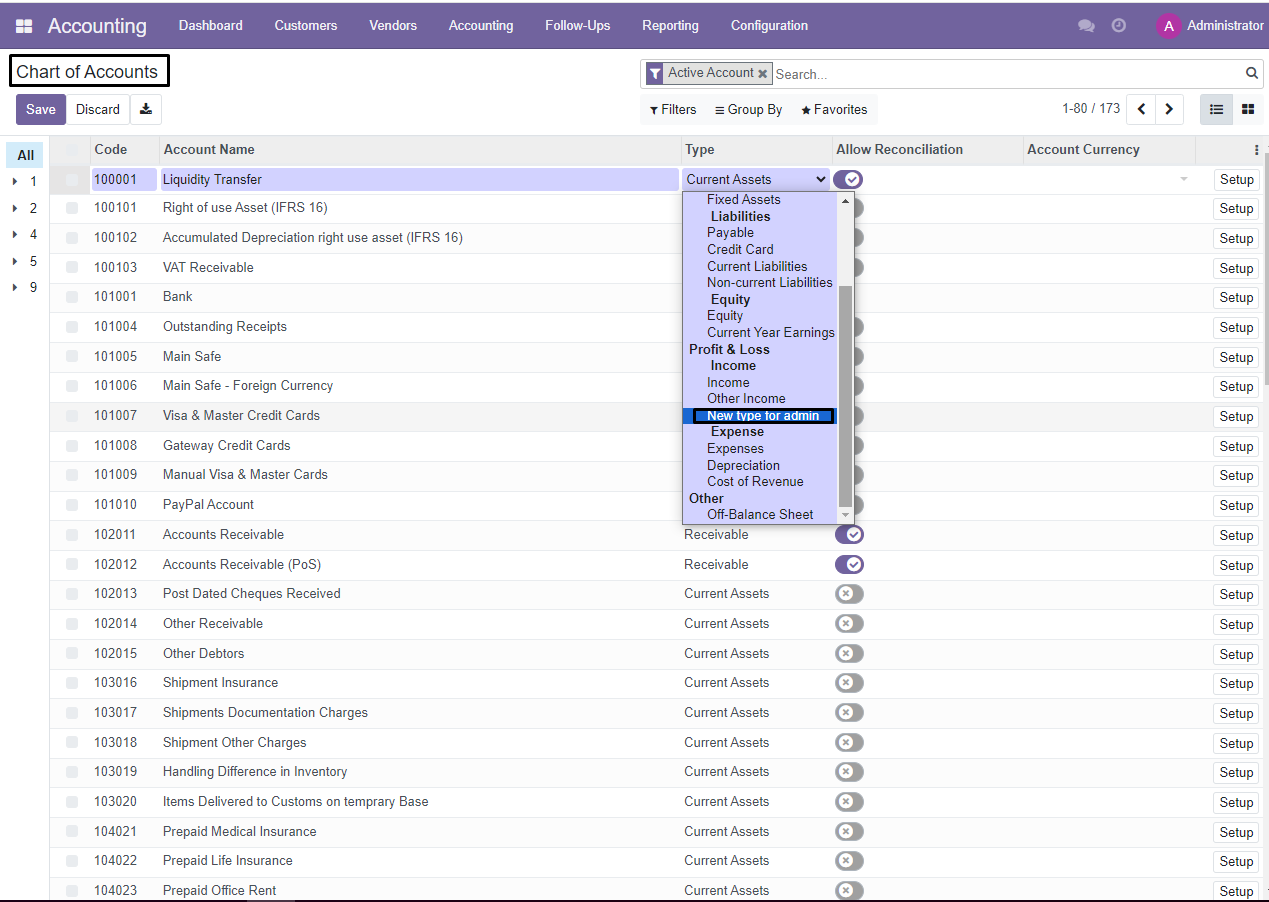 Accounting Dashboard Customers Vendors Accounting Follow-Ups Reporting Configuration A Administrator
Chart of Accounts
Active Account Search...
Save Discard Filters Group By Favorites 1-80 / 173
All Code Account Name Type Allow Reconciliation Account Currency
1
2
4
5
9
100001 Liquidity Transfer Current Assets Setup
100101 Right of use Asset (IFRS 16) Setup
100102 Accumulated Depreciation right use asset (IFRS 16) Setup
100103 VAT Receivable Setup
101001 Bank Setup
101004 Outstanding Receipts Setup
101005 Main Safe Setup
101006 Main Safe - Foreign Currency Setup
101007 Visa & Master Credit Cards Setup
101008 Gateway Credit Cards Setup
101009 Manual Visa & Master Cards Setup
101010 PayPal Account Setup
Fixed Assets
Liabilities
Payable
Credit Card
Current Liabilities
Non-current Liabilities
Equity
Equity
Current Year Earnings
Profit & Loss
Income
Income
Other Income
New type for admin
Expense
Expenses
Depreciation
Cost of Revenue
Other
Off-Balance Sheet
102011 Accounts Receivable Receivable Setup
102012 Accounts Receivable (PoS) Receivable Setup
102013 Post Dated Cheques Received Current Assets Setup
102014 Other Receivable Current Assets Setup
102015 Other Debtors Current Assets Setup
103016 Shipment Insurance Current Assets Setup
103017 Shipments Documentation Charges Current Assets Setup
103018 Shipment Other Charges Current Assets Setup
103019 Handling Difference in Inventory Current Assets Setup
103020 Items Delivered to Customs on temprary Base Current Assets Setup
104021 Prepaid Medical Insurance Current Assets Setup
104022 Prepaid Life Insurance Current Assets Setup
104023 Prepaid Office Rent Current Assets Setup